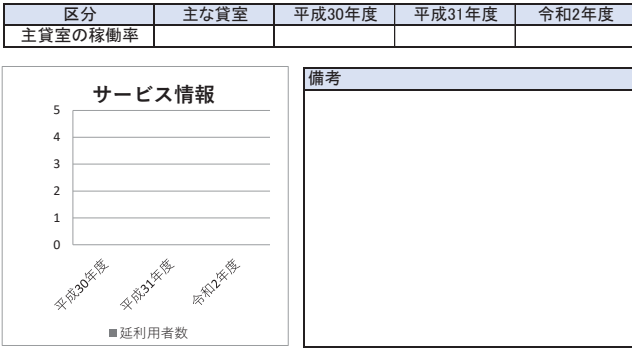 区分 主な貸室 平成30年度 平成31年度 令和2年度
主貸室の稼働率
サービス情報
5
4
3
2
1
0
平成30年度 平成31年度 令和2年度
■延利用者数
備考